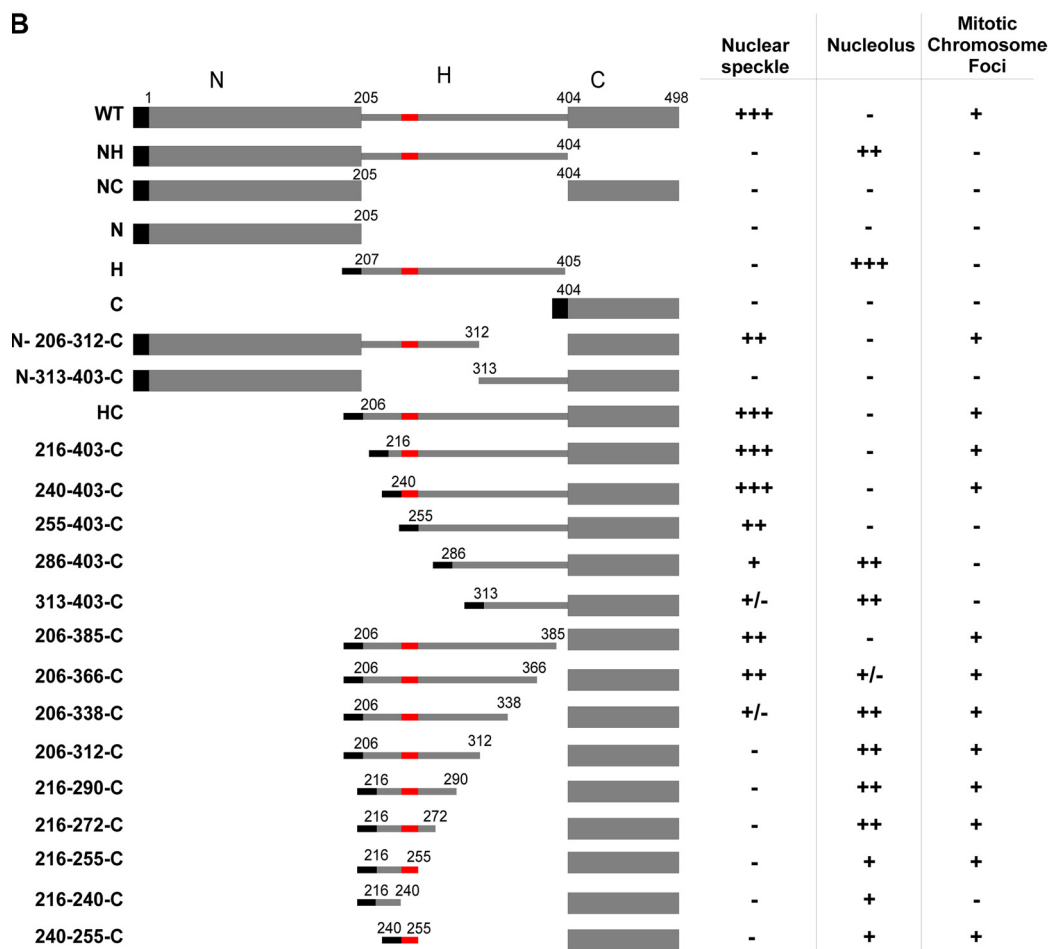 B
Nuclear speckle
Nucleolus
Mitotic Chromosome Foci
N H C
1 205 404 498
WT +++ - +
404
NH - ++ -
205 404
NC - - -
205
N - - -
207 405
H - +++ -
404
C - - -
312
N- 206-312-C ++ - +
313
N-313-403-C - - -
206
HC +++ - +
216
216-403-C +++ - +
240
240-403-C +++ - +
255
255-403-C ++ - -
286
286-403-C + ++ -
313
313-403-C +/- ++ -
206 385
206-385-C ++ - +
206 366
206-366-C ++ +/- +
206 338
206-338-C +/- ++ +
206 312
206-312-C - ++ +
216 290
216-290-C - ++ +
216 272
216-272-C - ++ +
216 255
216-255-C - + +
216 240
216-240-C - + -
240 255
240-255-C - + +